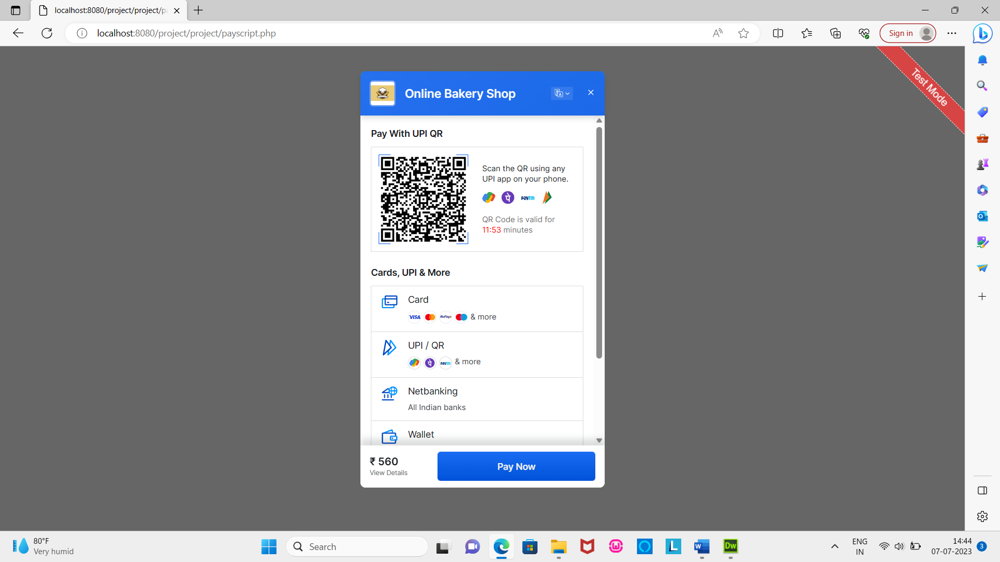 localhost:8080/project/project/pa
localhost:8080/project/project/payscript.php
Sign in
Test Mode
Online Bakery Shop
Pay With UPI QR
Scan the QR using any
UPI app on your phone.
पे paytm
QR Code is valid for
11:53 minutes
Cards, UPI & More
Card
VISA RuPay & more
UPI / QR
पे paytm & more
Netbanking
All Indian banks
Wallet
₹ 560
View Details
Pay Now
80°F
Very humid
Search
L
W
Dw
ENG
IN
14:44
07-07-2023
3